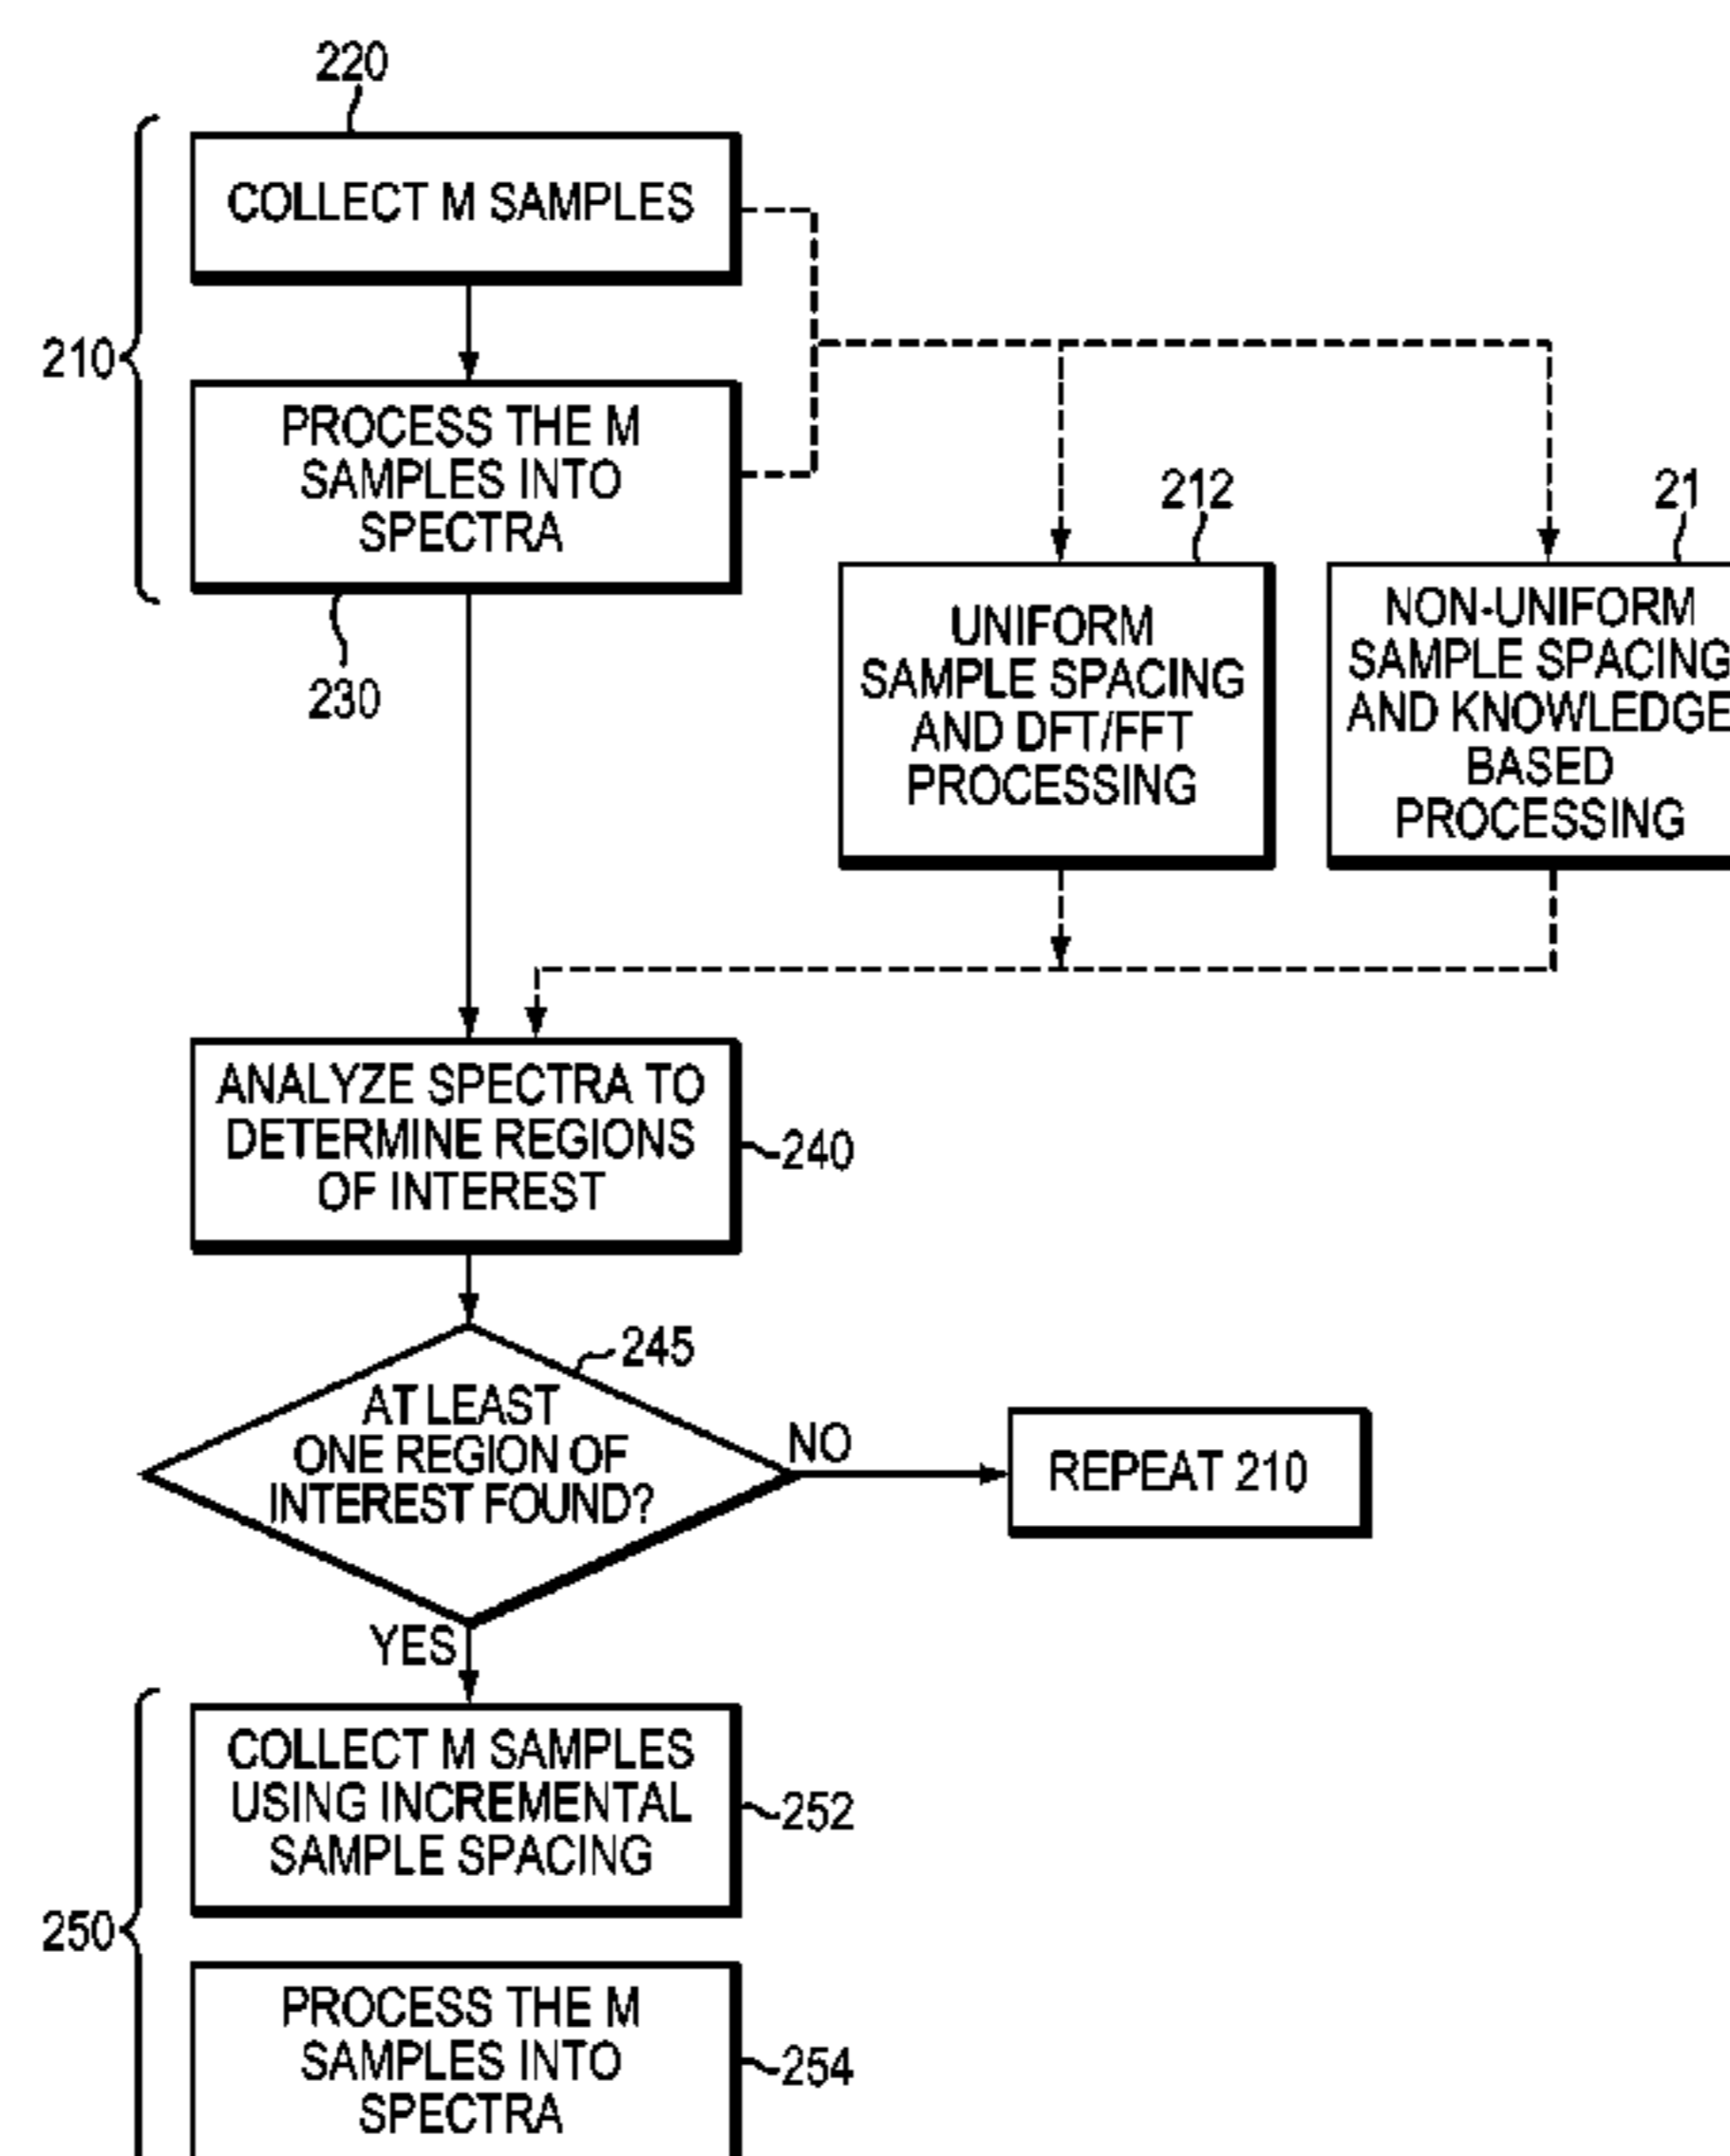 220
COLLECT M SAMPLES
210
PROCESS THE M
SAMPLES INTO
SPECTRA
230
212
UNIFORM
SAMPLE SPACING
AND DFT/FFT
PROCESSING
21
NON-UNIFORM
SAMPLE SPACING
AND KNOWLEDGE
BASED
PROCESSING
ANALYZE SPECTRA TO
DETERMINE REGIONS
OF INTEREST
240
245
AT LEAST
ONE REGION OF
INTEREST FOUND?
NO
REPEAT 210
YES
COLLECT M SAMPLES
USING INCREMENTAL
SAMPLE SPACING
252
250
PROCESS THE M
SAMPLES INTO
SPECTRA
254